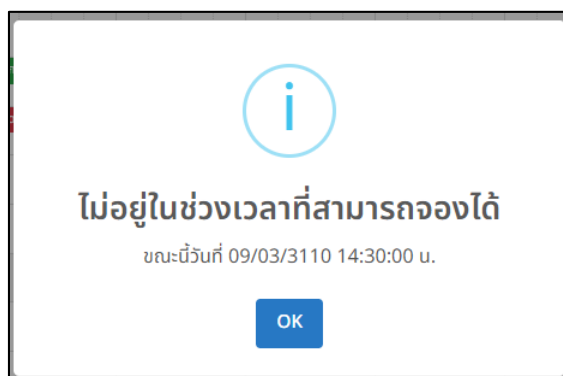 ไม่อยู่ในช่วงเวลาที่สามารถจองได้
ขณะนี้วันที่ 09/03/3110 14:30:00 น.
OK